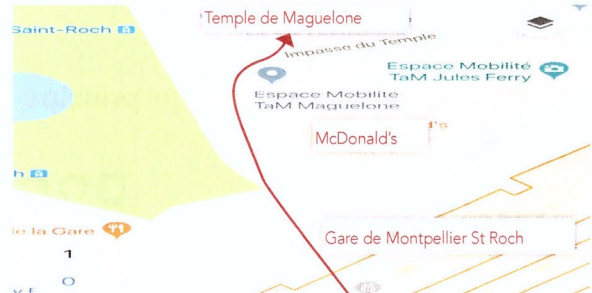 Temple de Maguelone
Saint-Roch
Impasse du Temple
Espace Mobilité
TaM Jules Ferry
Espace Mobilité
TaM Maguelone
McDonald's
la Gare
1
Gare de Montpellier St Roch